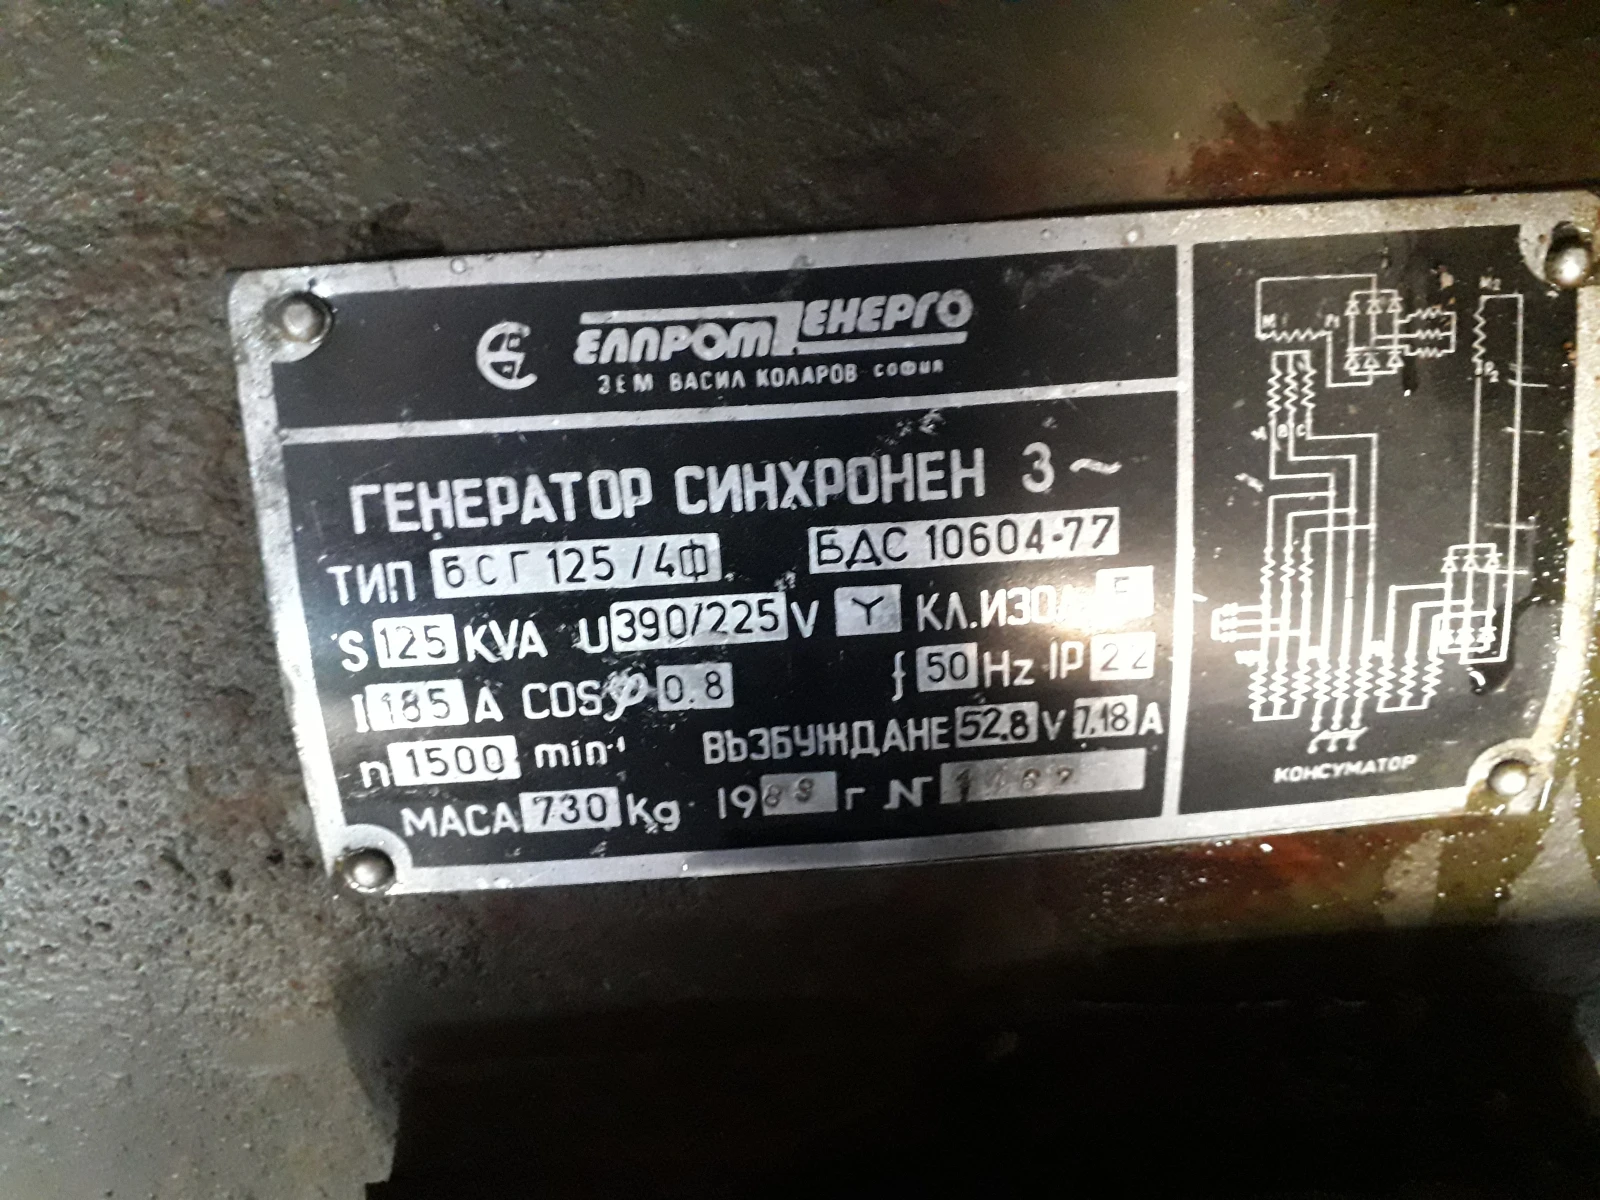 ЕЛПРОМ ЕНЕРГО
ЗЕМ ВАСИЛ КОЛАРОВ СОФИЯ
ГЕНЕРАТОР СИНХРОНЕН 3~
ТИП БСГ 125/4Ф БДС 10604-77
S 125 KVA U 390/225 V Y КЛ.ИЗОЛ.
I 185 A COSφ 0.8 f 50 Hz IP 22
n 1500 min⁻¹ ВЪЗБУЖДАНЕ 52.8 V 7.18 A
МАСА 730 Kg. 19 г №
КОНСУМАТОР